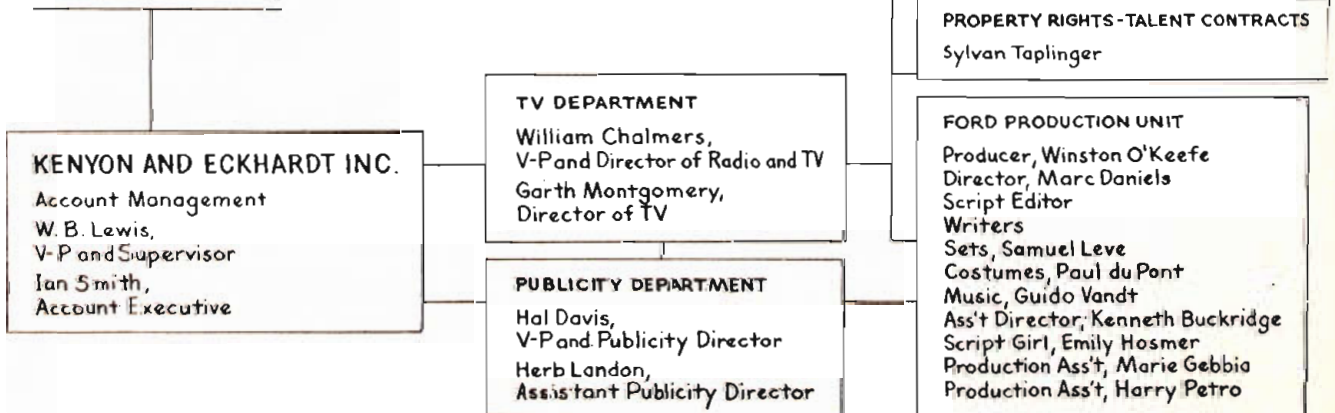 KENYON AND ECKHARDT INC.
Account Management
W. B. Lewis,
V-P and Supervisor
Ian Smith,
Account Executive
TV DEPARTMENT
William Chalmers,
V-P and Director of Radio and TV
Garth Montgomery,
Director of TV
PUBLICITY DEPARTMENT
Hal Davis,
V-P and Publicity Director
Herb Landon,
Assistant Publicity Director
PROPERTY RIGHTS-TALENT CONTRACTS
Sylvan Taplinger
FORD PRODUCTION UNIT
Producer, Winston O'Keefe
Director, Marc Daniels
Script Editor
Writers
Sets, Samuel Leve
Costumes, Paul du Pont
Music, Guido Vandt
Ass't Director, Kenneth Buckridge
Script Girl, Emily Hosmer
Production Ass't, Marie Gebbia
Production Ass't, Harry Petro